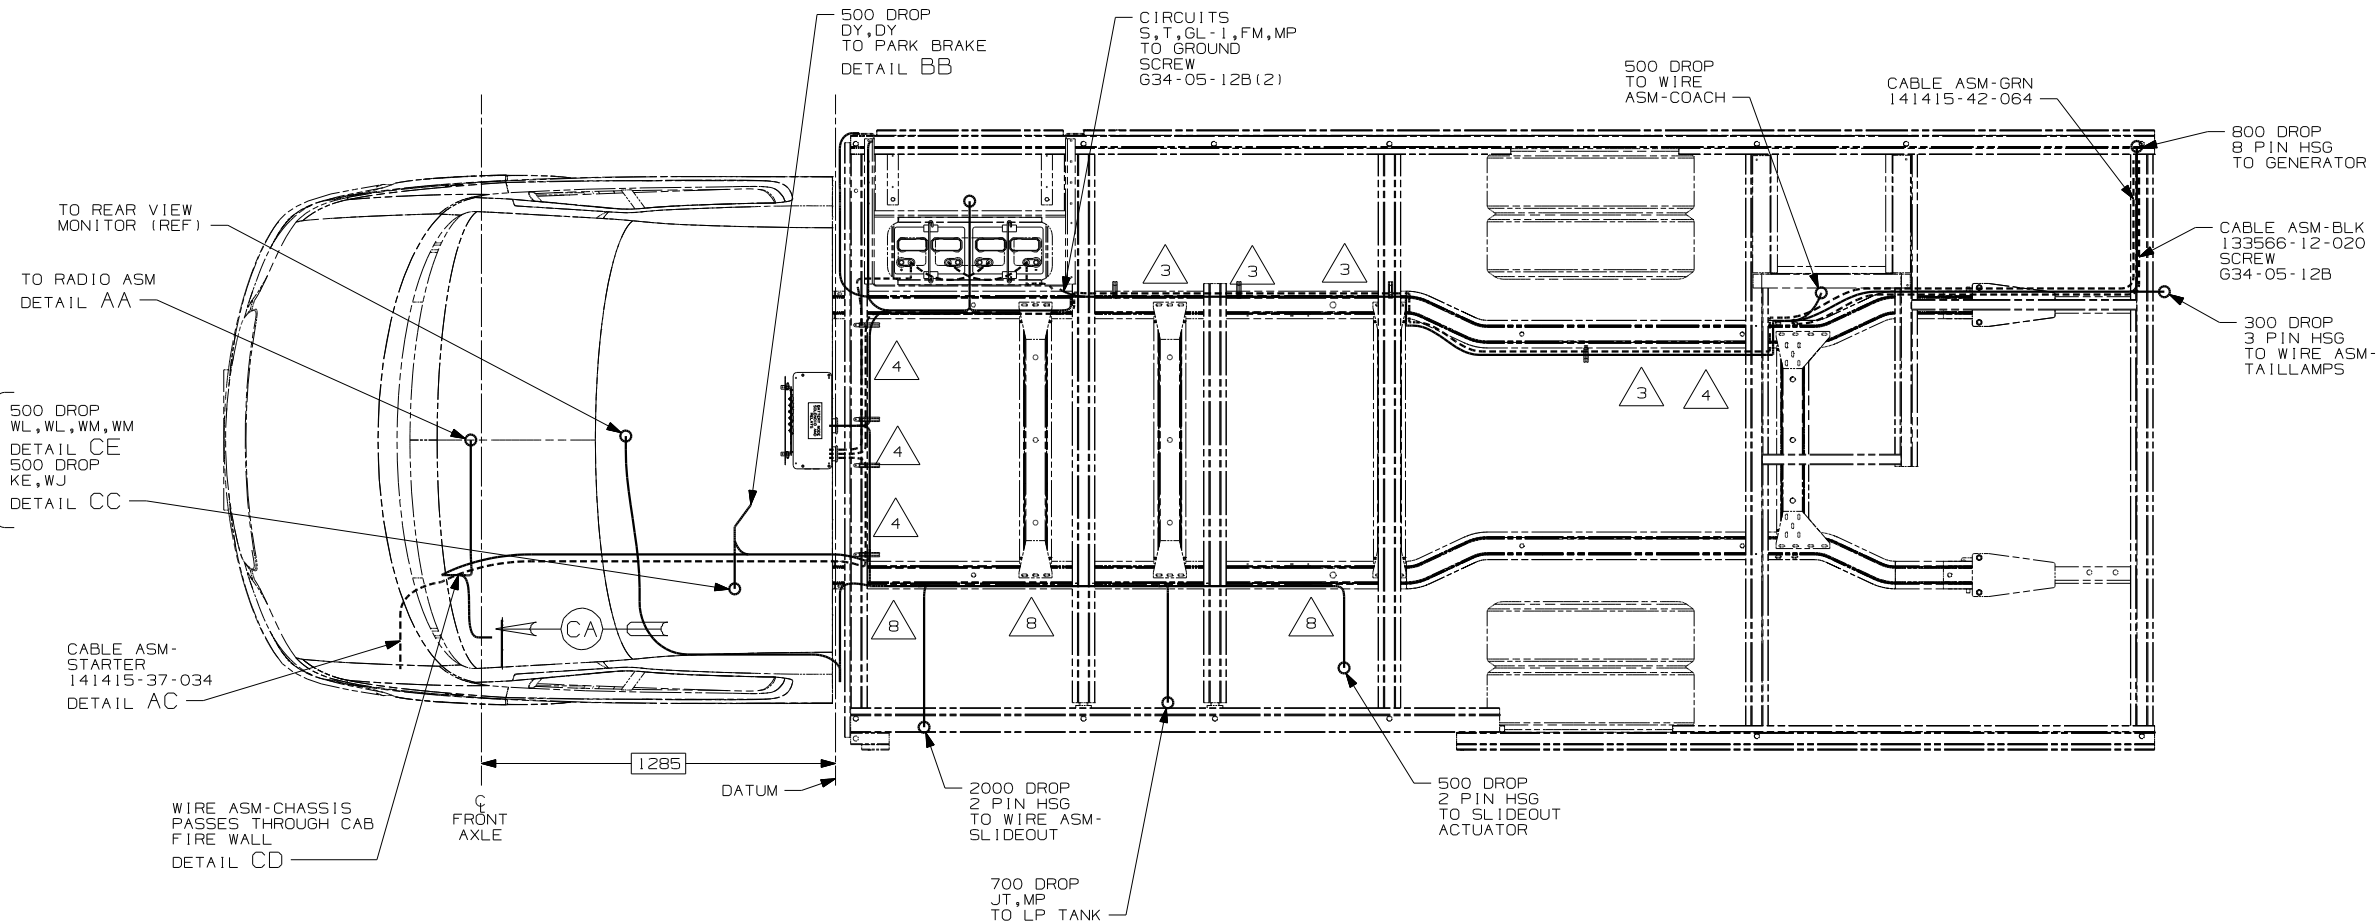 500 DROP
DY,DY
TO PARK BRAKE
DETAIL BB
CIRCUITS
S,T,GL-1,FM,MP
TO GROUND
SCREW
G34-05-12B(2)
500 DROP
TO WIRE
ASM-COACH
CABLE ASM-GRN
141415-42-064
800 DROP
8 PIN HSG
TO GENERATOR
TO REAR VIEW
MONITOR (REF)
CABLE ASM-BLK
133566-12-020
SCREW
G34-05-12B
TO RADIO ASM
DETAIL AA
3
3
3
300 DROP
3 PIN HSG
TO WIRE ASM-
TAILLAMPS
4
3
4
500 DROP
WL,WL,WM,WM
DETAIL CE
500 DROP
KE,WJ
DETAIL CC
4
4
8
8
8
CA
CABLE ASM-
STARTER
141415-37-034
DETAIL AC
1285
DATUM
CL
FRONT
AXLE
WIRE ASM-CHASSIS
PASSES THROUGH CAB
FIRE WALL
DETAIL CD
2000 DROP
2 PIN HSG
TO WIRE ASM-
SLIDEOUT
500 DROP
2 PIN HSG
TO SLIDEOUT
ACTUATOR
700 DROP
JT,MP
TO LP TANK